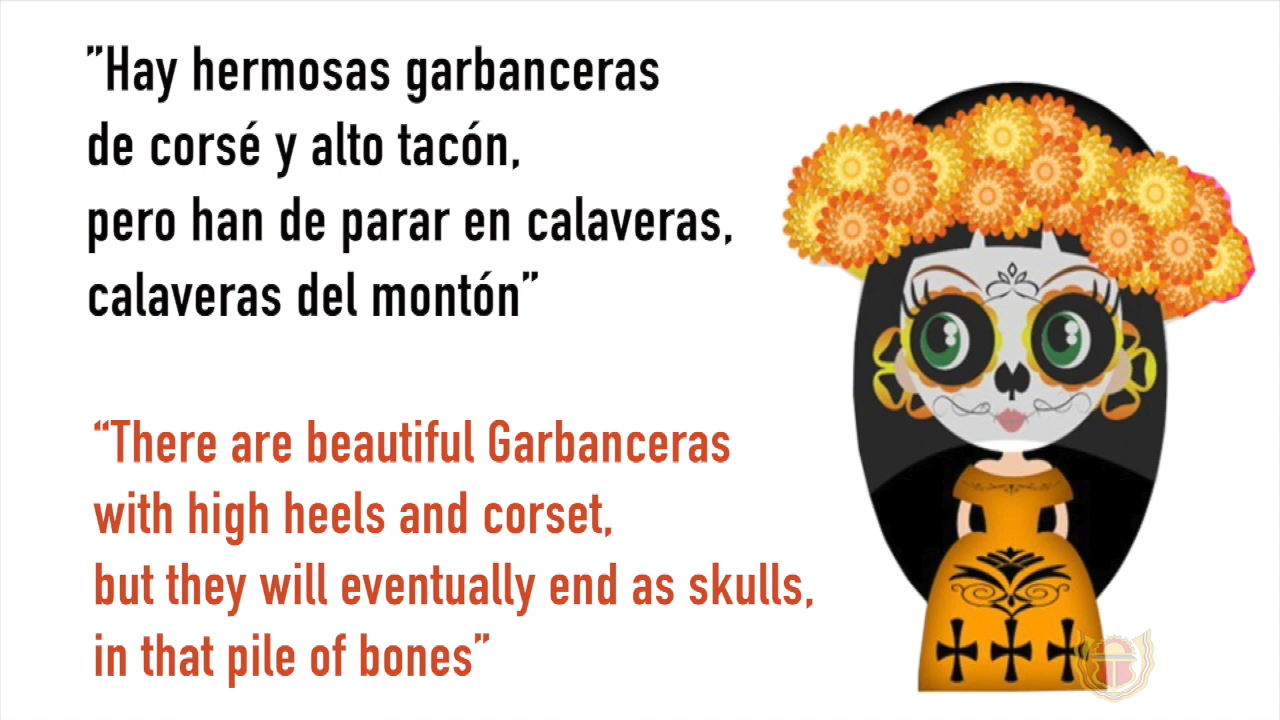 ”Hay hermosas garbanceras
de corsé y alto tacón,
pero han de parar en calaveras,
calaveras del montón”
“There are beautiful Garbanceras
with high heels and corset,
but they will eventually end as skulls,
in that pile of bones”